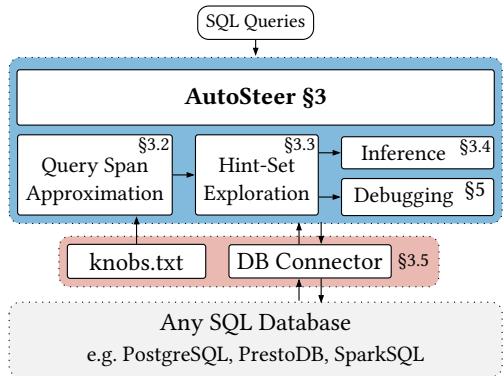 SQL Queries
AutoSteer §3
§3.2
Query Span
Approximation
§3.3
Hint-Set
Exploration
Inference §3.4
Debugging §5
knobs.txt
DB Connector
§3.5
Any SQL Database
e.g. PostgreSQL, PrestoDB, SparkSQL